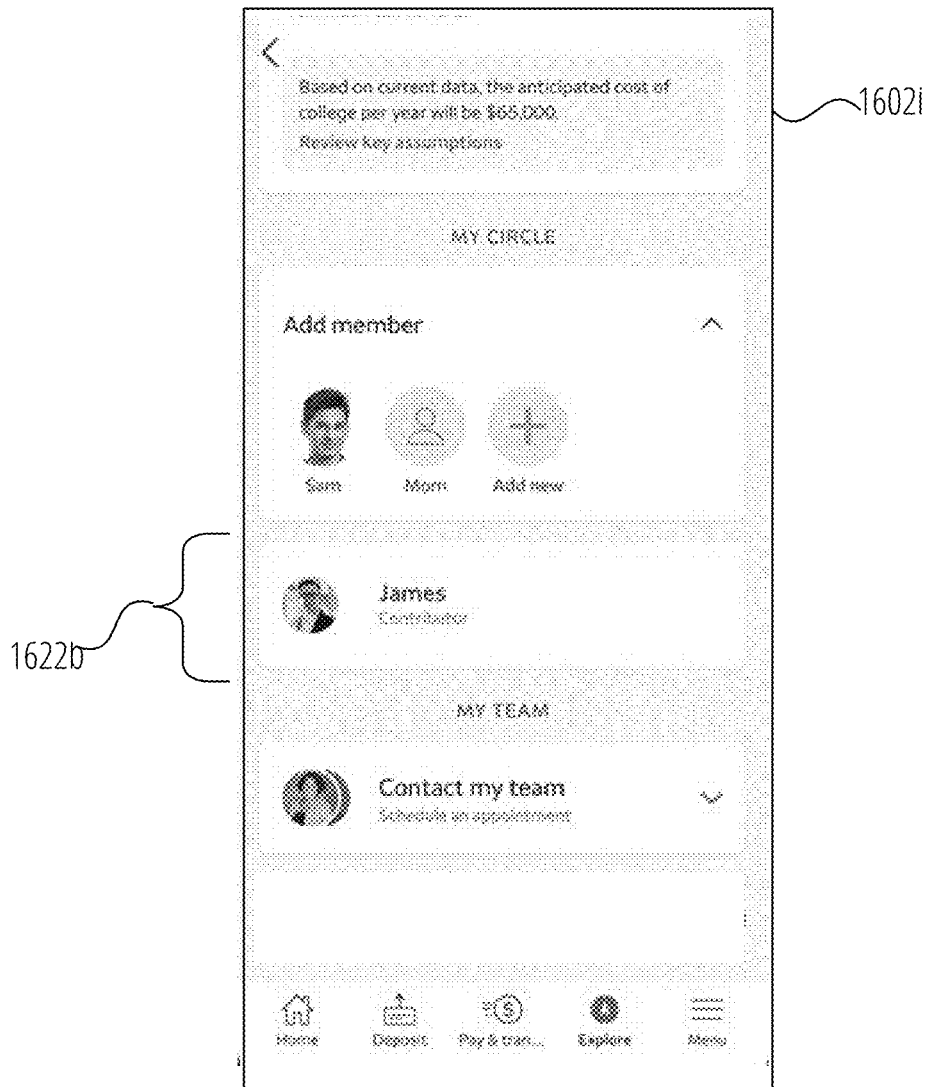 Based on current data, the anticipated cost of
college per year will be $65,000.
Review key assumptions
1602i
MY CIRCLE
Add member
Sam Mom Add new
James
Contributor
1622b
MY TEAM
Contact my team
Schedule an appointment
Home Deposit Pay & tran... Explore Menu